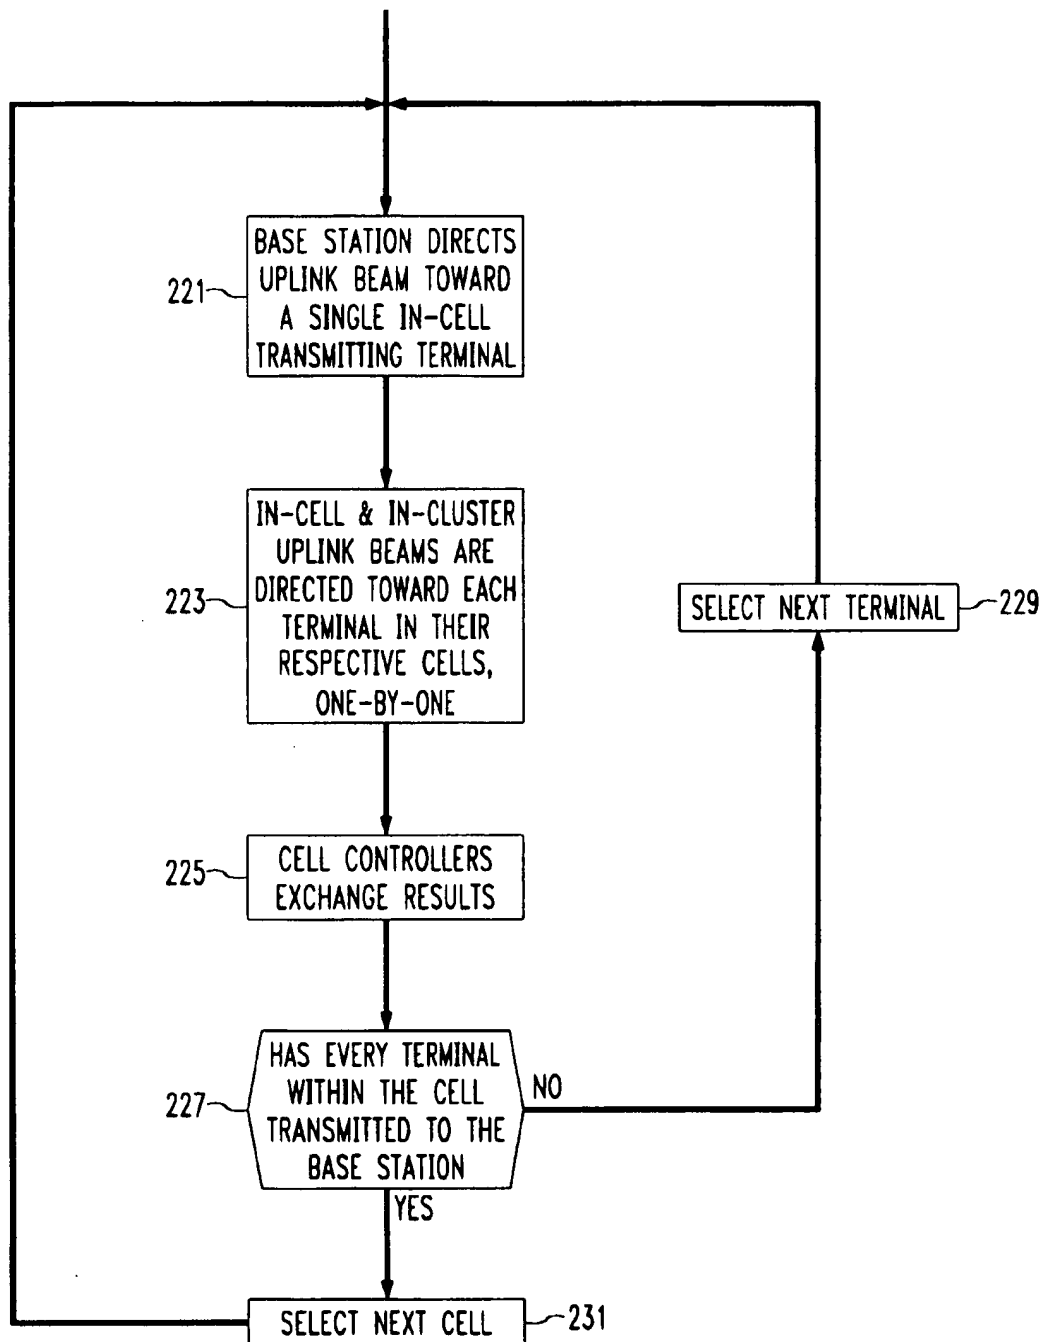 BASE STATION DIRECTS
UPLINK BEAM TOWARD
A SINGLE IN-CELL
TRANSMITTING TERMINAL
221
IN-CELL & IN-CLUSTER
UPLINK BEAMS ARE
DIRECTED TOWARD EACH
TERMINAL IN THEIR
RESPECTIVE CELLS,
ONE-BY-ONE
223
SELECT NEXT TERMINAL
229
CELL CONTROLLERS
EXCHANGE RESULTS
225
HAS EVERY TERMINAL
WITHIN THE CELL
TRANSMITTED TO THE
BASE STATION
227
NO
YES
SELECT NEXT CELL
231